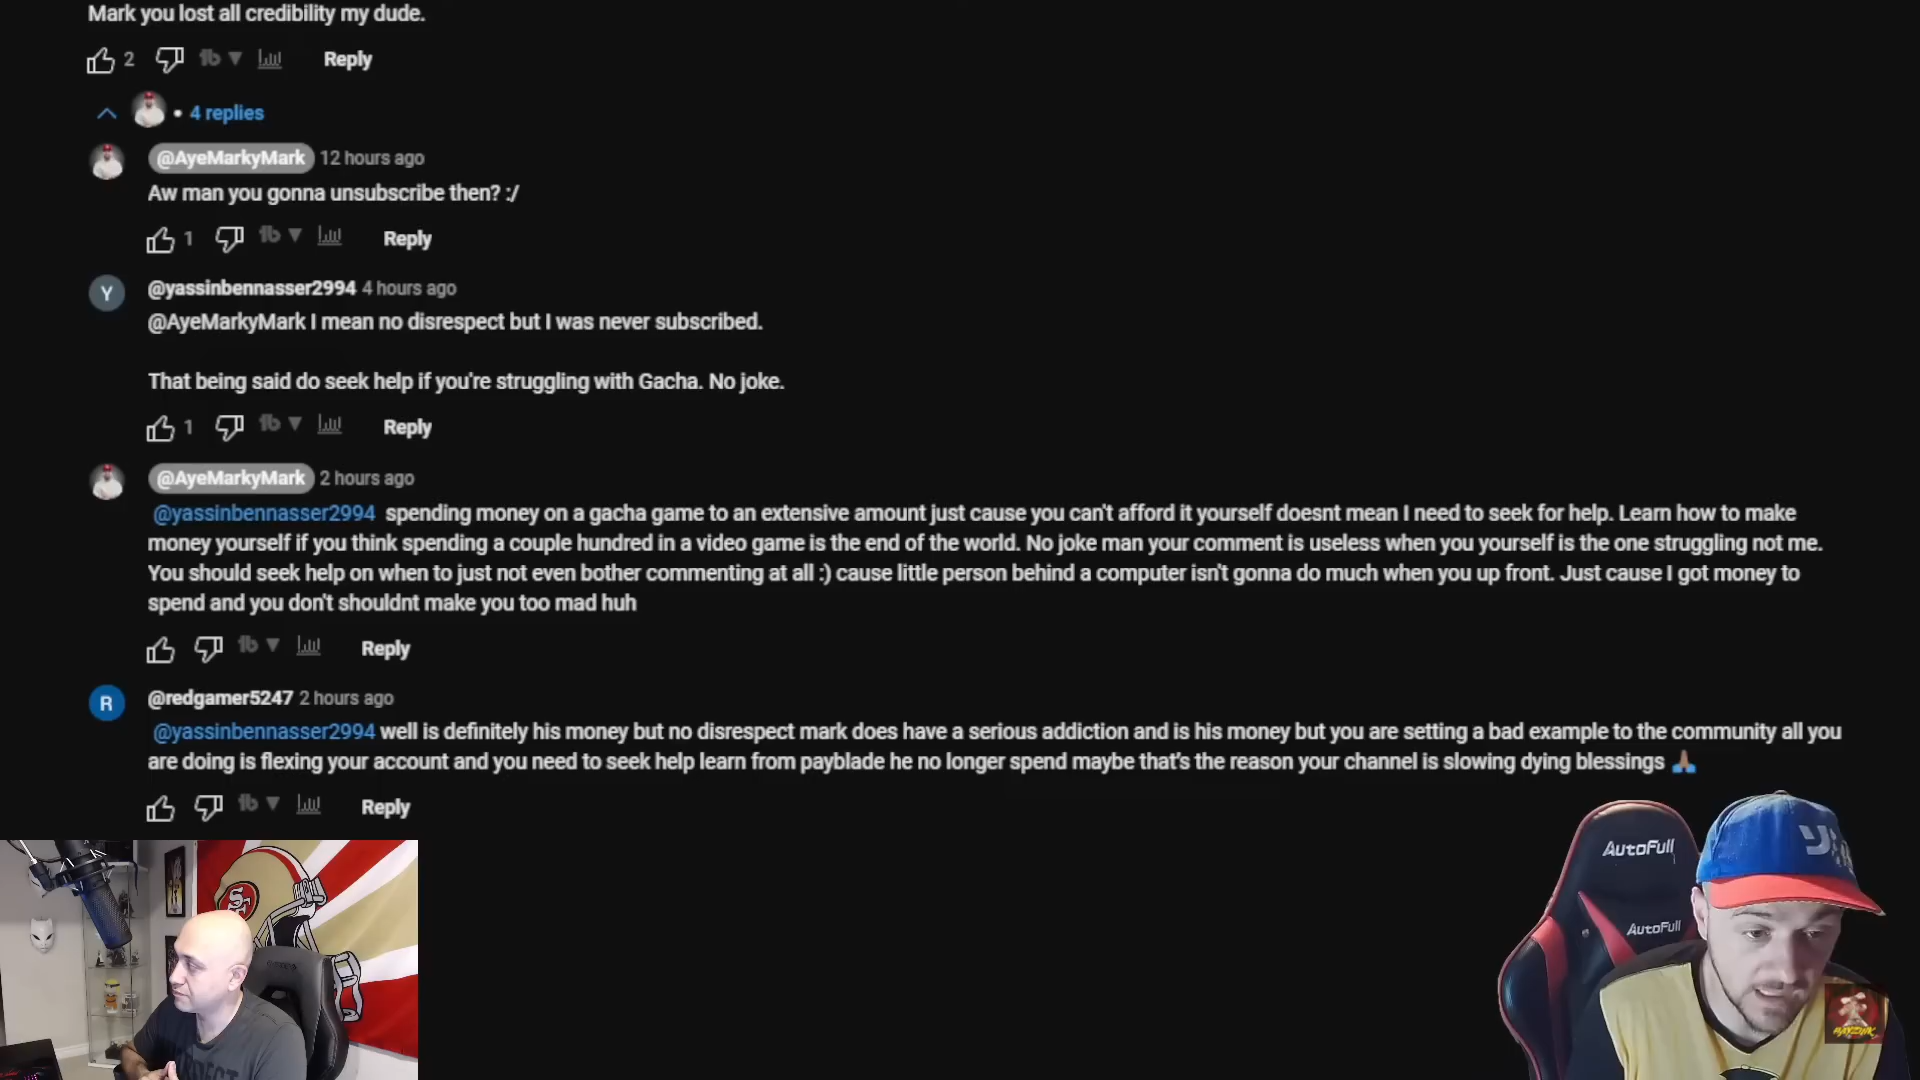 Mark you lost all credibility my dude.
2 Reply
4 replies
@AyeMarkyMark 12 hours ago
Aw man you gonna unsubscribe then? :/
1 Reply
Y
@yassinbennasser2994 4 hours ago
@AyeMarkyMark I mean no disrespect but I was never subscribed.
That being said do seek help if you're struggling with Gacha. No joke.
1 Reply
@AyeMarkyMark 2 hours ago
@yassinbennasser2994 spending money on a gacha game to an extensive amount just cause you can't afford it yourself doesnt mean I need to seek for help. Learn how to make
money yourself if you think spending a couple hundred in a video game is the end of the world. No joke man your comment is useless when you yourself is the one struggling not me.
You should seek help on when to just not even bother commenting at all :) cause little person behind a computer isn't gonna do much when you up front. Just cause I got money to
spend and you don't shouldnt make you too mad huh
Reply
R
@redgamer5247 2 hours ago
@yassinbennasser2994 well is definitely his money but no disrespect mark does have a serious addiction and is his money but you are setting a bad example to the community all you
are doing is flexing your account and you need to seek help learn from payblade he no longer spend maybe that's the reason your channel is slowing dying blessings 🙏🏽
Reply
AutoFull
AutoFull
SF